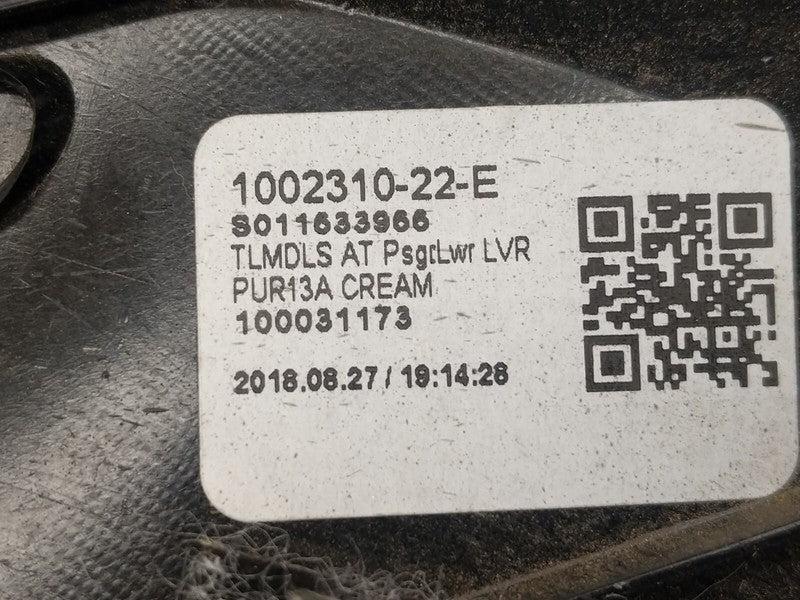 1002310-22-E
S011633966
TLMDLS AT PsgrLwr LVR
PUR13A CREAM
100031173
2018.08.27 / 19:14:28